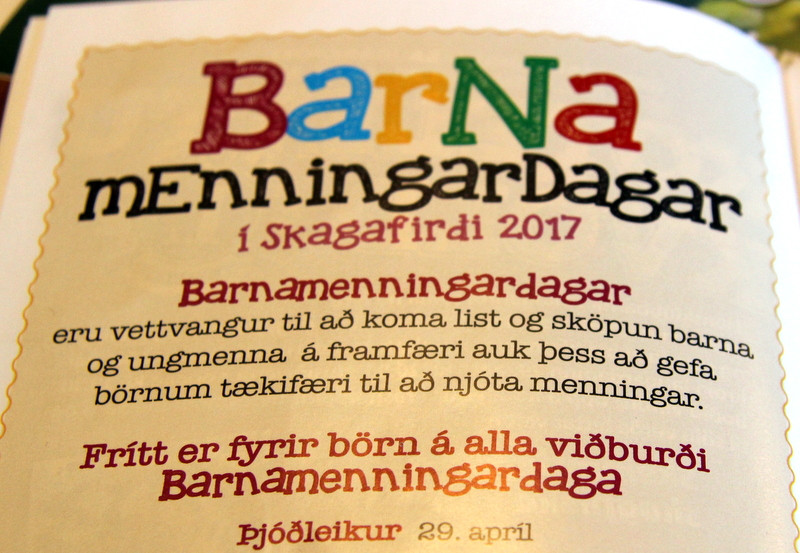 BarNa
mEnningarDagar
í Skagafirdi 2017
Barnamenningardagar
eru vettvangur til að koma list og sköpun barna
og ungmenna á framfæri auk þess að gefa
börnum tækifæri til að njóta menningar.
Frítt er fyrir börn á alla viðburði
Barnamenningardaga
Þjóðleikur 29. apríl